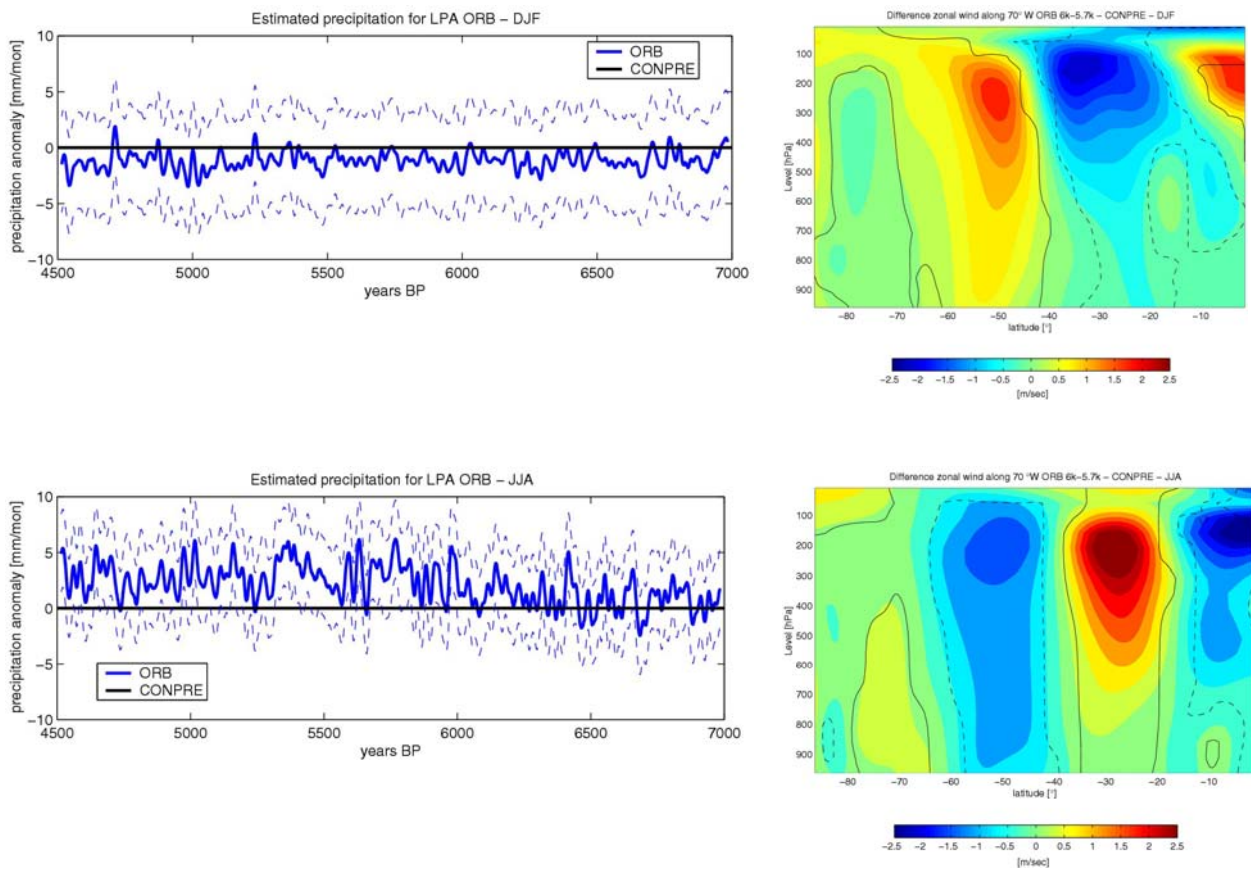 Estimated precipitation for LPA ORB – DJF
10
5
0
−5
−10
precipitation anomaly [mm/mon]
ORB
CONPRE
4500 5000 5500 6000 6500 7000
years BP
Difference zonal wind along 70° W ORB 6k−5.7k − CONPRE − DJF
Level [hPa]
100
200
300
400
500
600
700
800
900
−80 −70 −60 −50 −40 −30 −20 −10
latitude [°]
−2.5 −2 −1.5 −1 −0.5 0 0.5 1 1.5 2 2.5
[m/sec]
Estimated precipitation for LPA ORB – JJA
10
5
0
−5
−10
precipitation anomaly [mm/mon]
ORB
CONPRE
4500 5000 5500 6000 6500 7000
years BP
Difference zonal wind along 70 °W ORB 6k−5.7k − CONPRE − JJA
Level [hPa]
100
200
300
400
500
600
700
800
900
−80 −70 −60 −50 −40 −30 −20 −10
latitude [°]
−2.5 −2 −1.5 −1 −0.5 0 0.5 1 1.5 2 2.5
[m/sec]